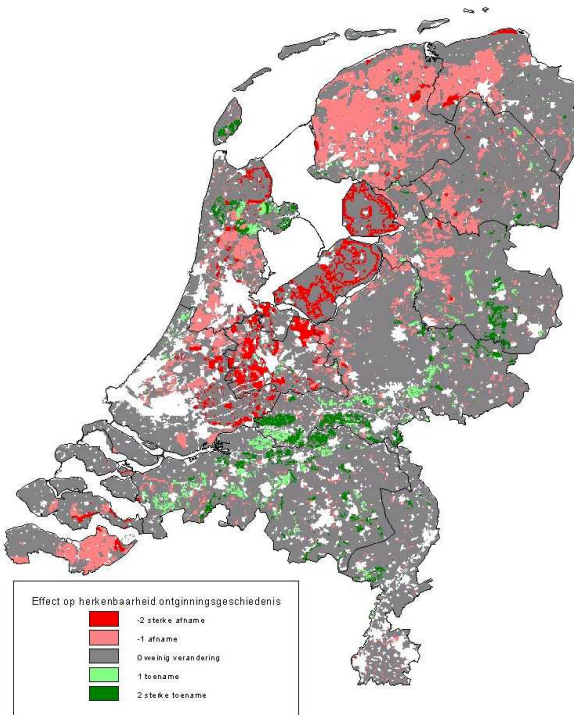 Effect op herkenbaarheid ontginningsgeschiedenis
-2 sterke afname
-1 afname
0 weinig verandering
1 toename
2 sterke toename